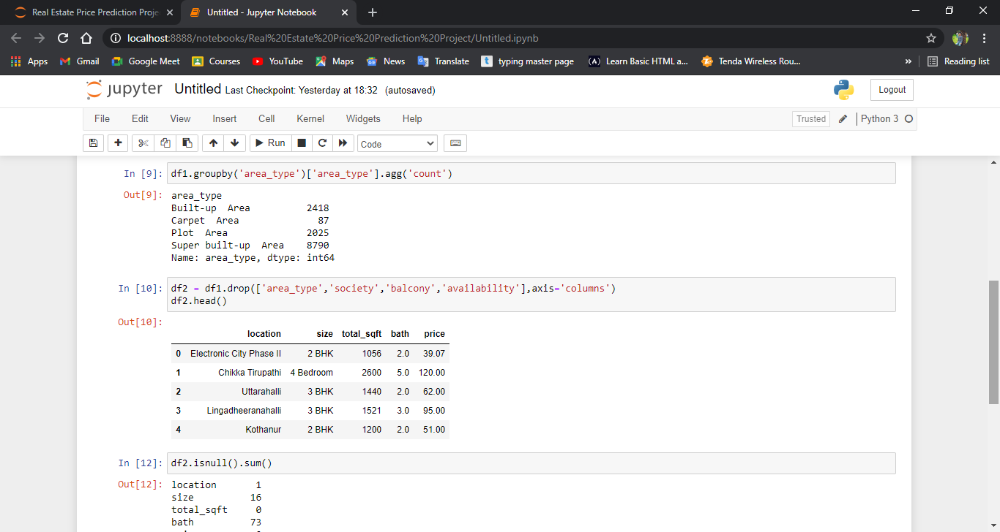 Real Estate Price Prediction Proje
Untitled - Jupyter Notebook
localhost:8888/notebooks/Real%20Estate%20Price%20Prediction%20Project/Untitled.ipynb
Apps Gmail Google Meet Courses YouTube Maps News Translate typing master page Learn Basic HTML a... Tenda Wireless Rou... » Reading list
jupyter Untitled Last Checkpoint: Yesterday at 18:32 (autosaved) Logout
File Edit View Insert Cell Kernel Widgets Help Trusted Python 3
Run Code
In [9]: df1.groupby('area_type')['area_type'].agg('count')
Out[9]: area_type
Built-up  Area          2418
Carpet  Area              87
Plot  Area              2025
Super built-up  Area    8790
Name: area_type, dtype: int64
In [10]: df2 = df1.drop(['area_type','society','balcony','availability'],axis='columns')
df2.head()
Out[10]:
location size total_sqft bath price
0 Electronic City Phase II 2 BHK 1056 2.0 39.07
1 Chikka Tirupathi 4 Bedroom 2600 5.0 120.00
2 Uttarahalli 3 BHK 1440 2.0 62.00
3 Lingadheeranahalli 3 BHK 1521 3.0 95.00
4 Kothanur 2 BHK 1200 2.0 51.00
In [12]: df2.isnull().sum()
Out[12]: location       1
size          16
total_sqft     0
bath          73